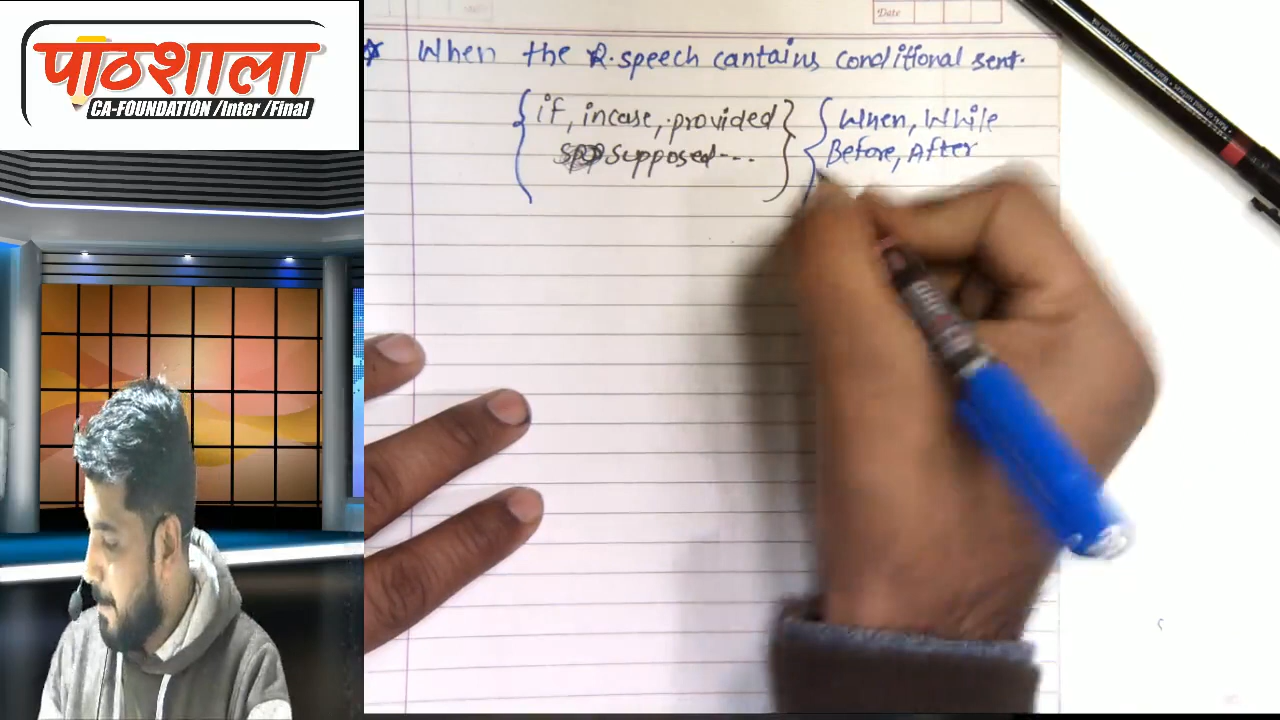 पाठशाला
CA-FOUNDATION /Inter /Final
Date
* When the R.speech cantains conditional sent.
{if, incase, provided} {When, While
supposed--- Before, After